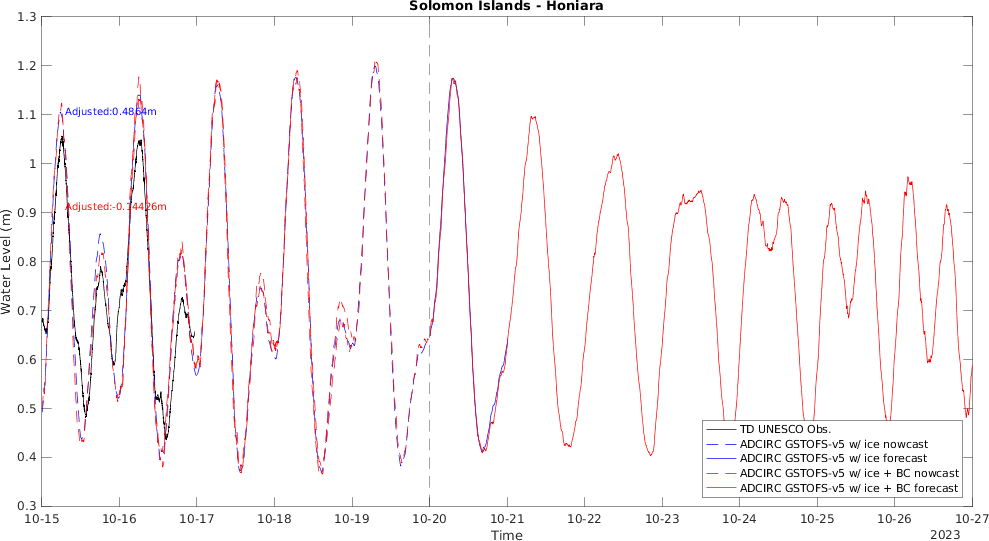 Solomon Islands - Honiara
1.3
1.2
1.1
1
0.9
0.8
0.7
0.6
0.5
0.4
0.3
Water Level (m)
Adjusted:0.4864m
Adjusted:-0.14426m
TD UNESCO Obs.
ADCIRC GSTOFS-v5 w/ ice nowcast
ADCIRC GSTOFS-v5 w/ ice forecast
ADCIRC GSTOFS-v5 w/ ice + BC nowcast
ADCIRC GSTOFS-v5 w/ ice + BC forecast
10-15 10-16 10-17 10-18 10-19 10-20 10-21 10-22 10-23 10-24 10-25 10-26 10-27
Time
2023